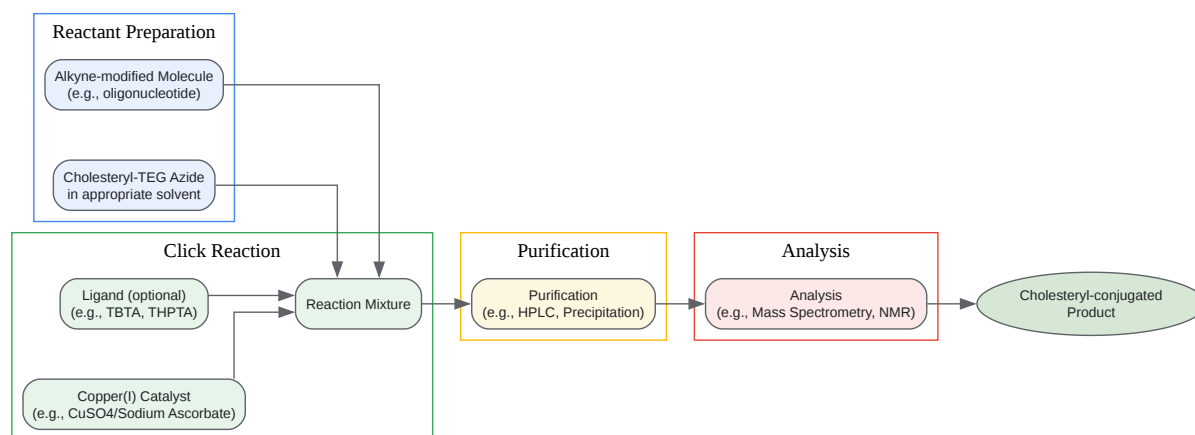 Reactant Preparation
Alkyne-modified Molecule
(e.g., oligonucleotide)
Cholesteryl-TEG Azide
in appropriate solvent
Click Reaction
Ligand (optional)
(e.g., TBTA, THPTA)
Reaction Mixture
Copper(I) Catalyst
(e.g., CuSO4/Sodium Ascorbate)
Purification
Purification
(e.g., HPLC, Precipitation)
Analysis
Analysis
(e.g., Mass Spectrometry, NMR)
Cholesteryl-conjugated
Product